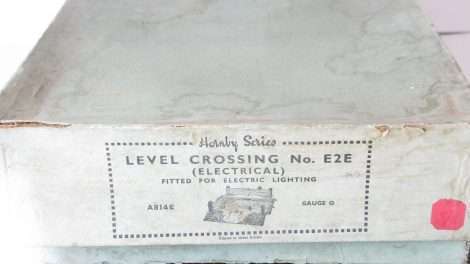 Hornby Series
LEVEL CROSSING No. E2E
(ELECTRICAL)
FITTED FOR ELECTRIC LIGHTING
A814E
GAUGE O